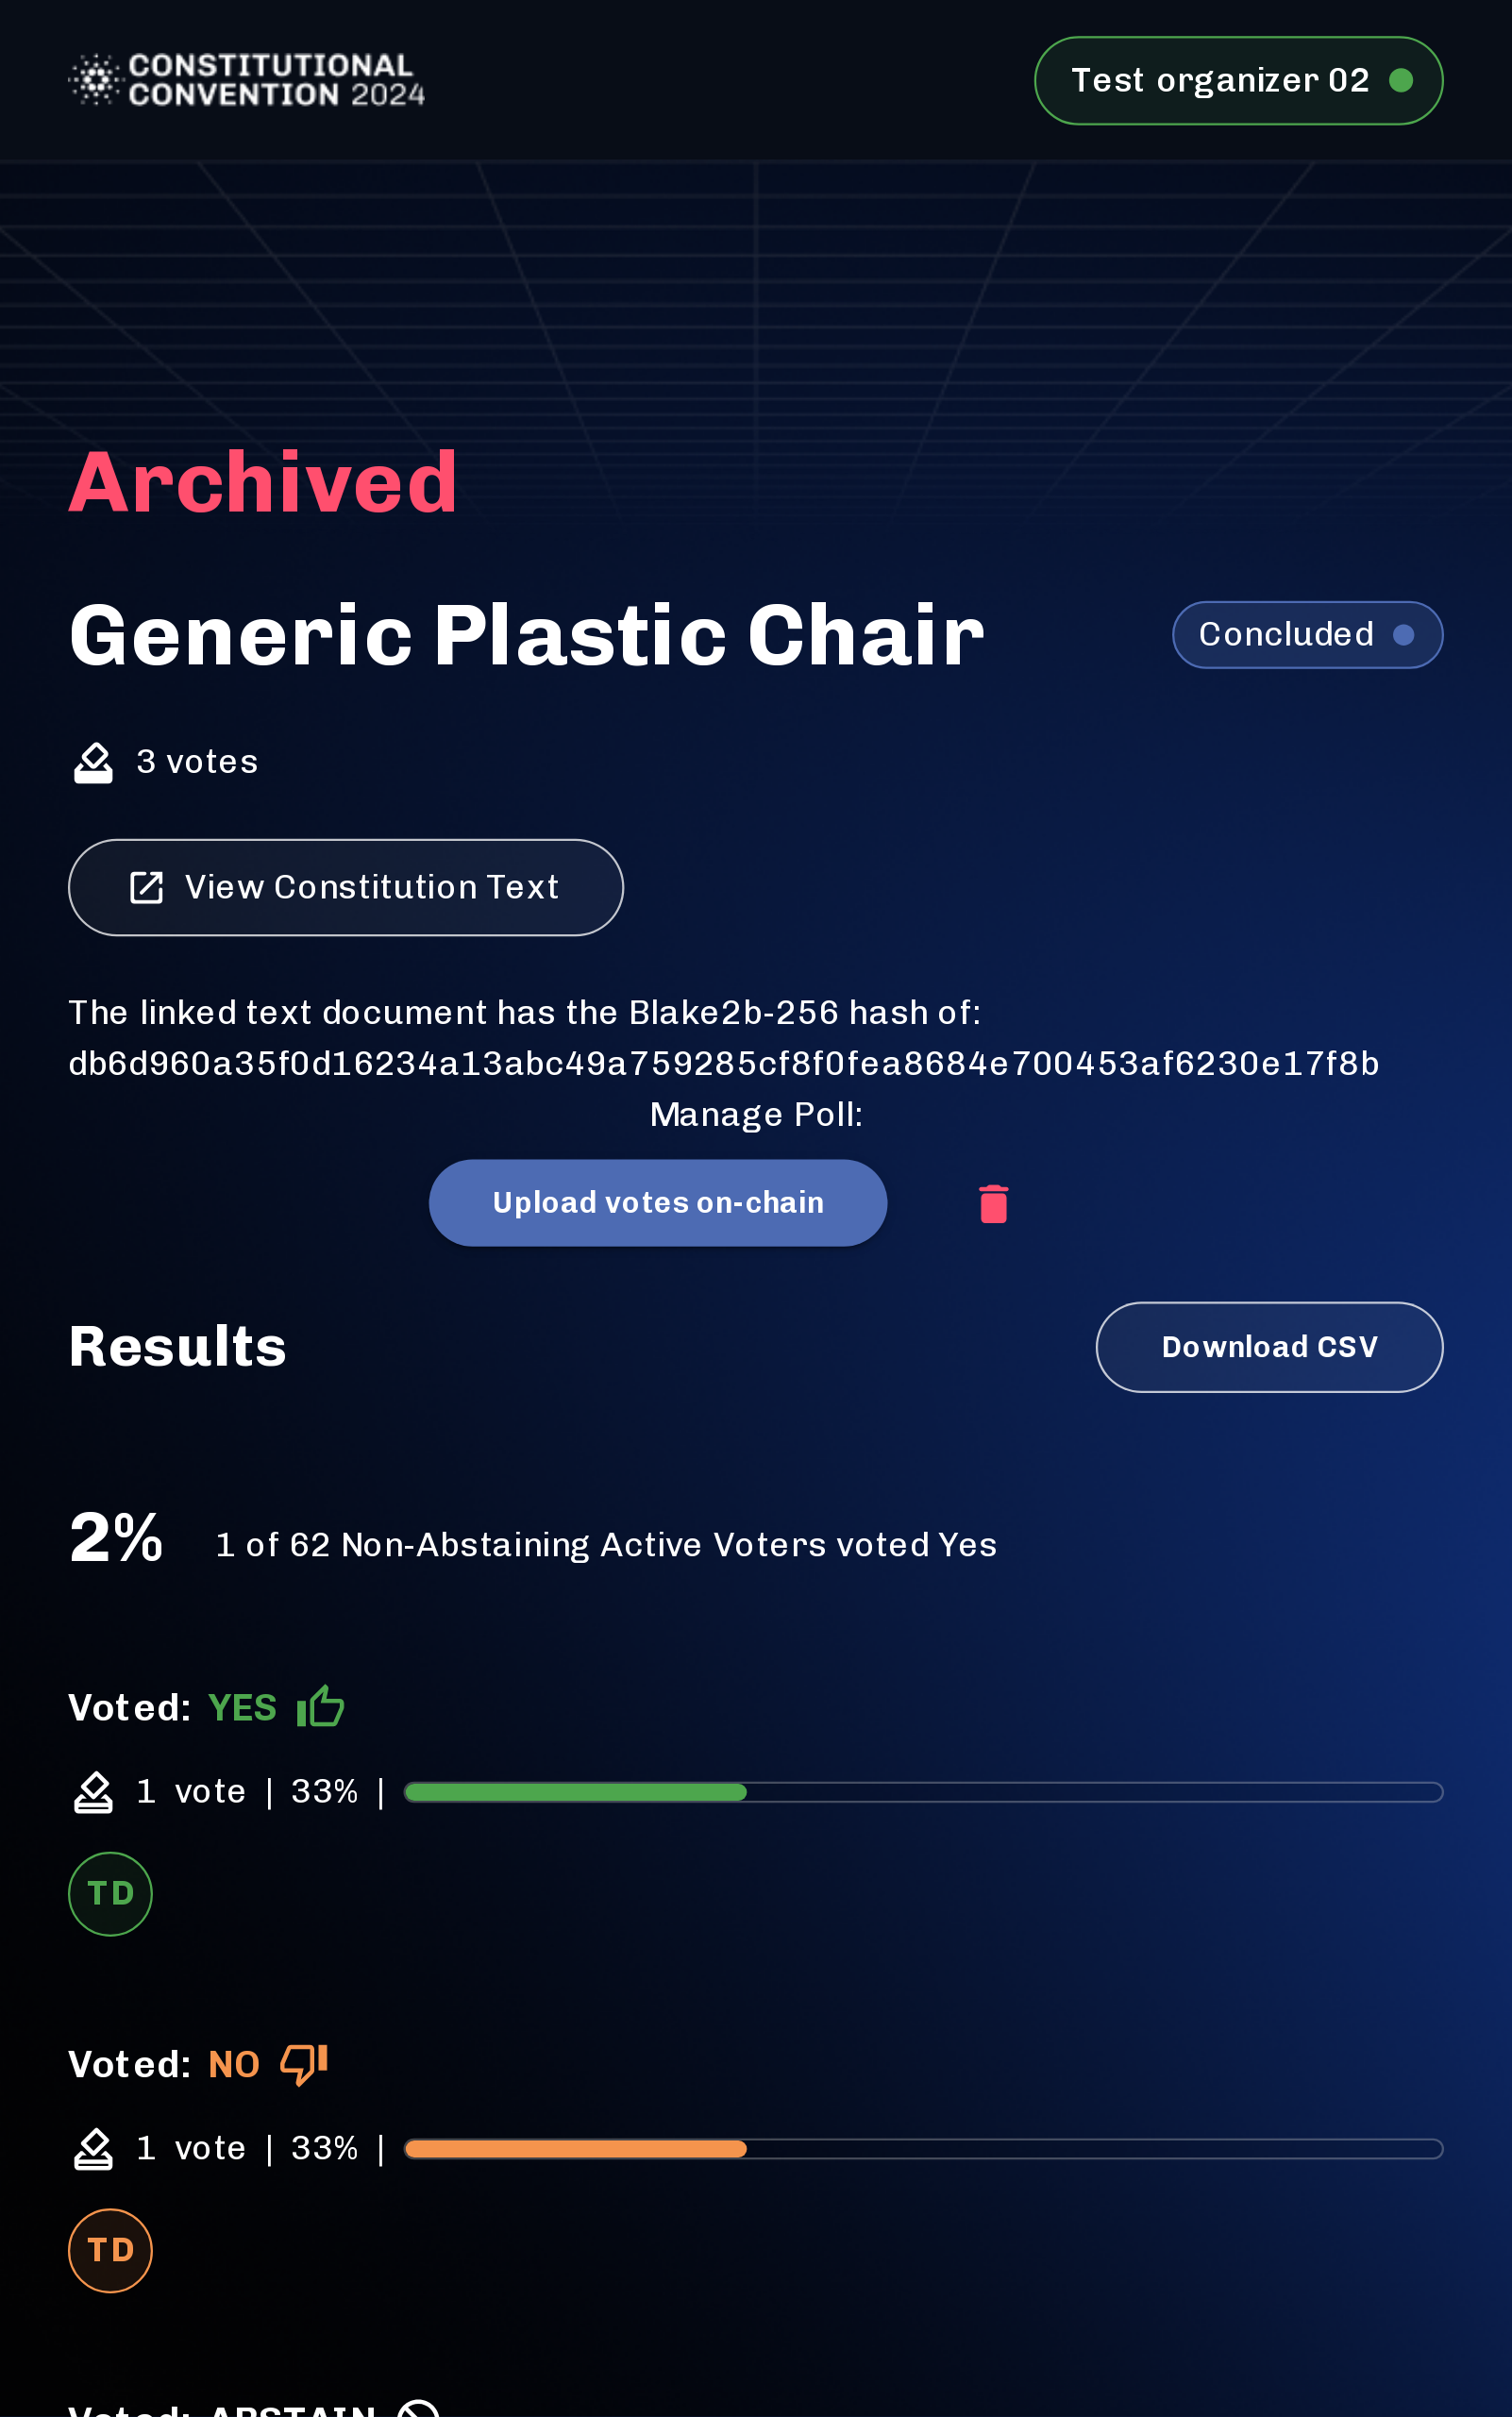 CONSTITUTIONAL
CONVENTION 2024
Test organizer 02
Archived
Generic Plastic Chair
Concluded
3 votes
View Constitution Text
The linked text document has the Blake2b-256 hash of:
db6d960a35f0d16234a13abc49a759285cf8f0fea8684e700453af6230e17f8b
Manage Poll:
Upload votes on-chain
Results
Download CSV
2%
1 of 62 Non-Abstaining Active Voters voted Yes
Voted: YES
1 vote | 33% |
TD
Voted: NO
1 vote | 33% |
TD
Voted: ABSTAIN